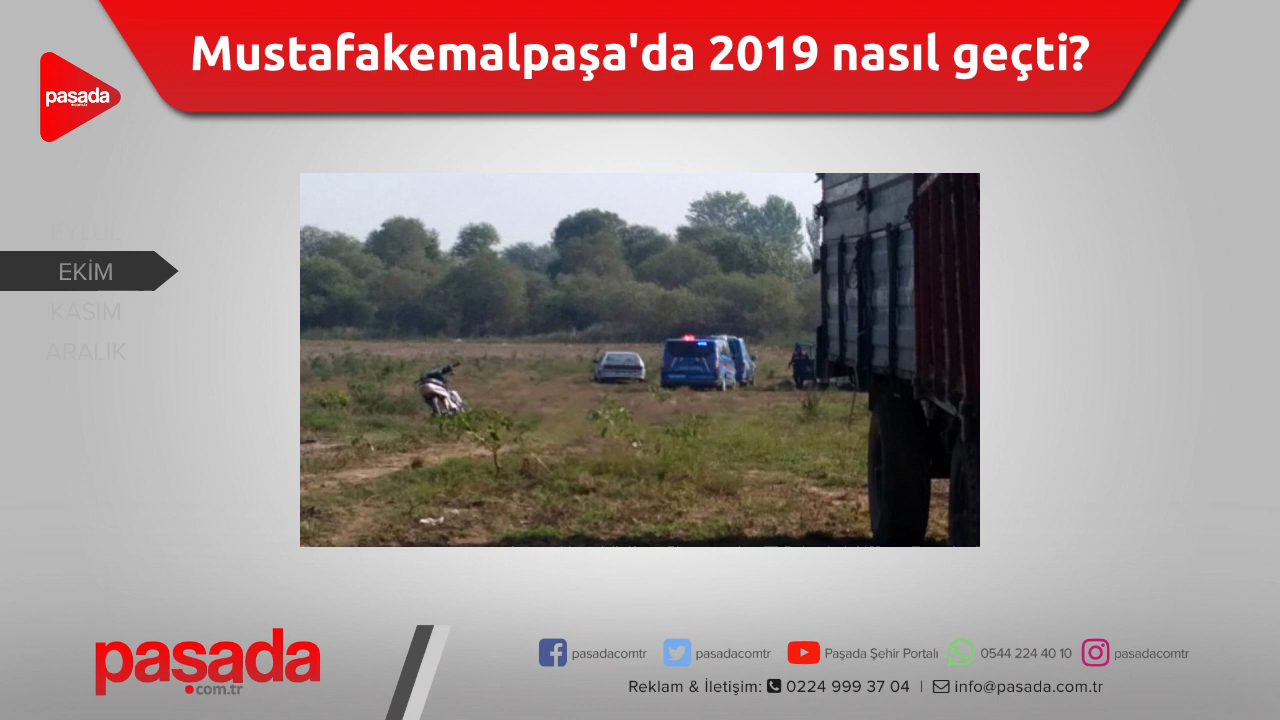 Mustafakemalpaşa'da 2019 nasıl geçti?
pasada
EYLÜL
EKİM
KASIM
ARALIK
pasada
.com.tr
pasadacomtr
pasadacomtr
Paşada Şehir Portalı
0544 224 40 10
pasadacomtr
Reklam & İletişim: 0224 999 37 04 | info@pasada.com.tr